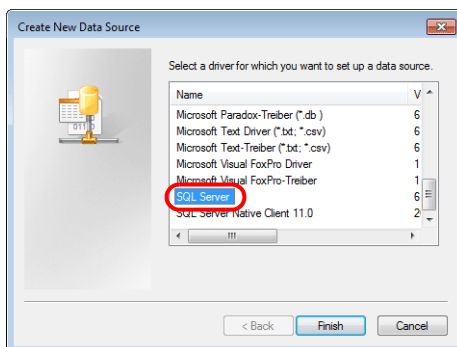 Create New Data Source
Select a driver for which you want to set up a data source.
Name V
Microsoft Paradox-Treiber (*.db ) 6
Microsoft Text Driver (*.txt; *.csv) 6
Microsoft Text-Treiber (*.txt; *.csv) 6
Microsoft Visual FoxPro Driver 1
Microsoft Visual FoxPro-Treiber 1
SQL Server 6
SQL Server Native Client 11.0 2
< Back
Finish
Cancel